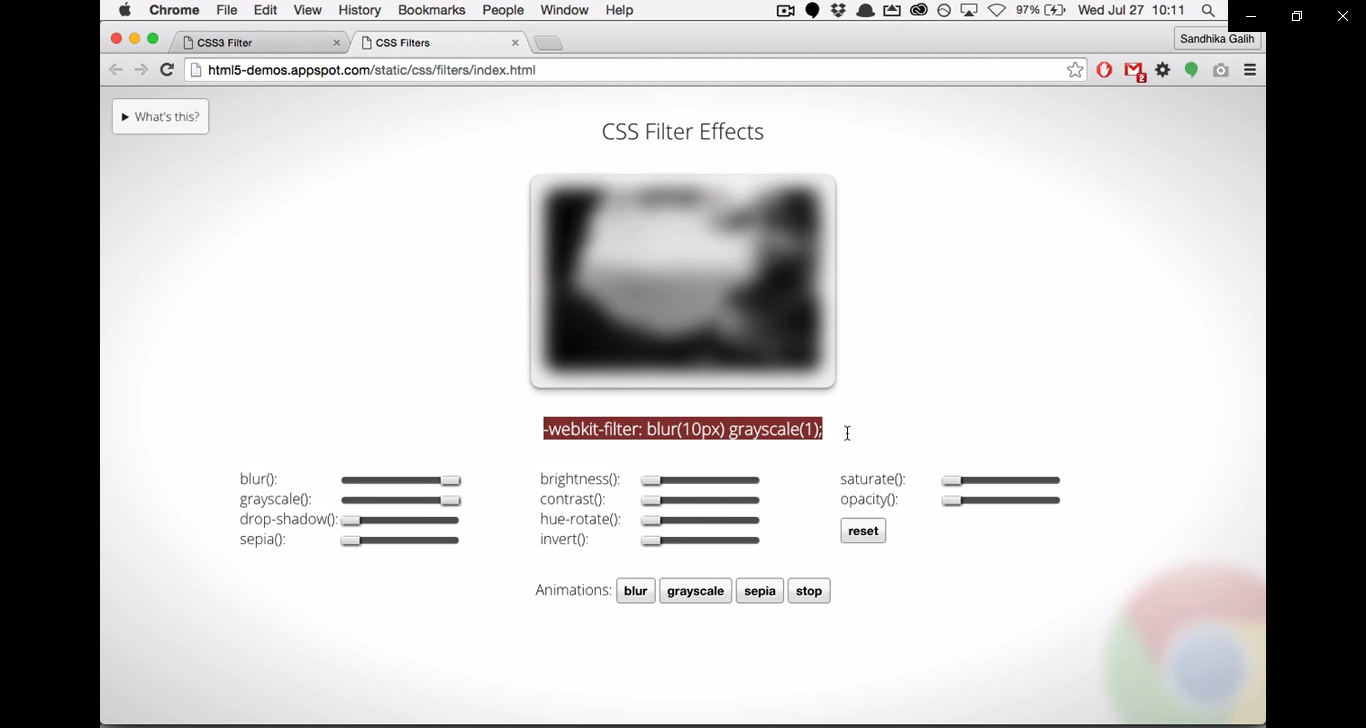 Chrome File Edit View History Bookmarks People Window Help 97% Wed Jul 27 10:11
CSS3 Filter
CSS Filters
Sandhika Galih
html5-demos.appspot.com/static/css/filters/index.html
2
What's this?
CSS Filter Effects
-webkit-filter: blur(10px) grayscale(1);
blur():
grayscale():
drop-shadow():
sepia():
brightness():
contrast():
hue-rotate():
invert():
saturate():
opacity():
reset
Animations: blur grayscale sepia stop